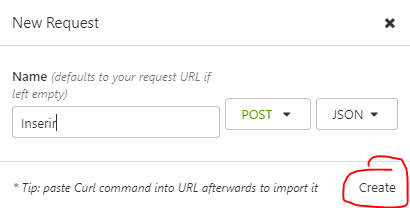 New Request
Name (defaults to your request URL if
left empty)
Inserir
POST
JSON
* Tip: paste Curl command into URL afterwards to import it
Create